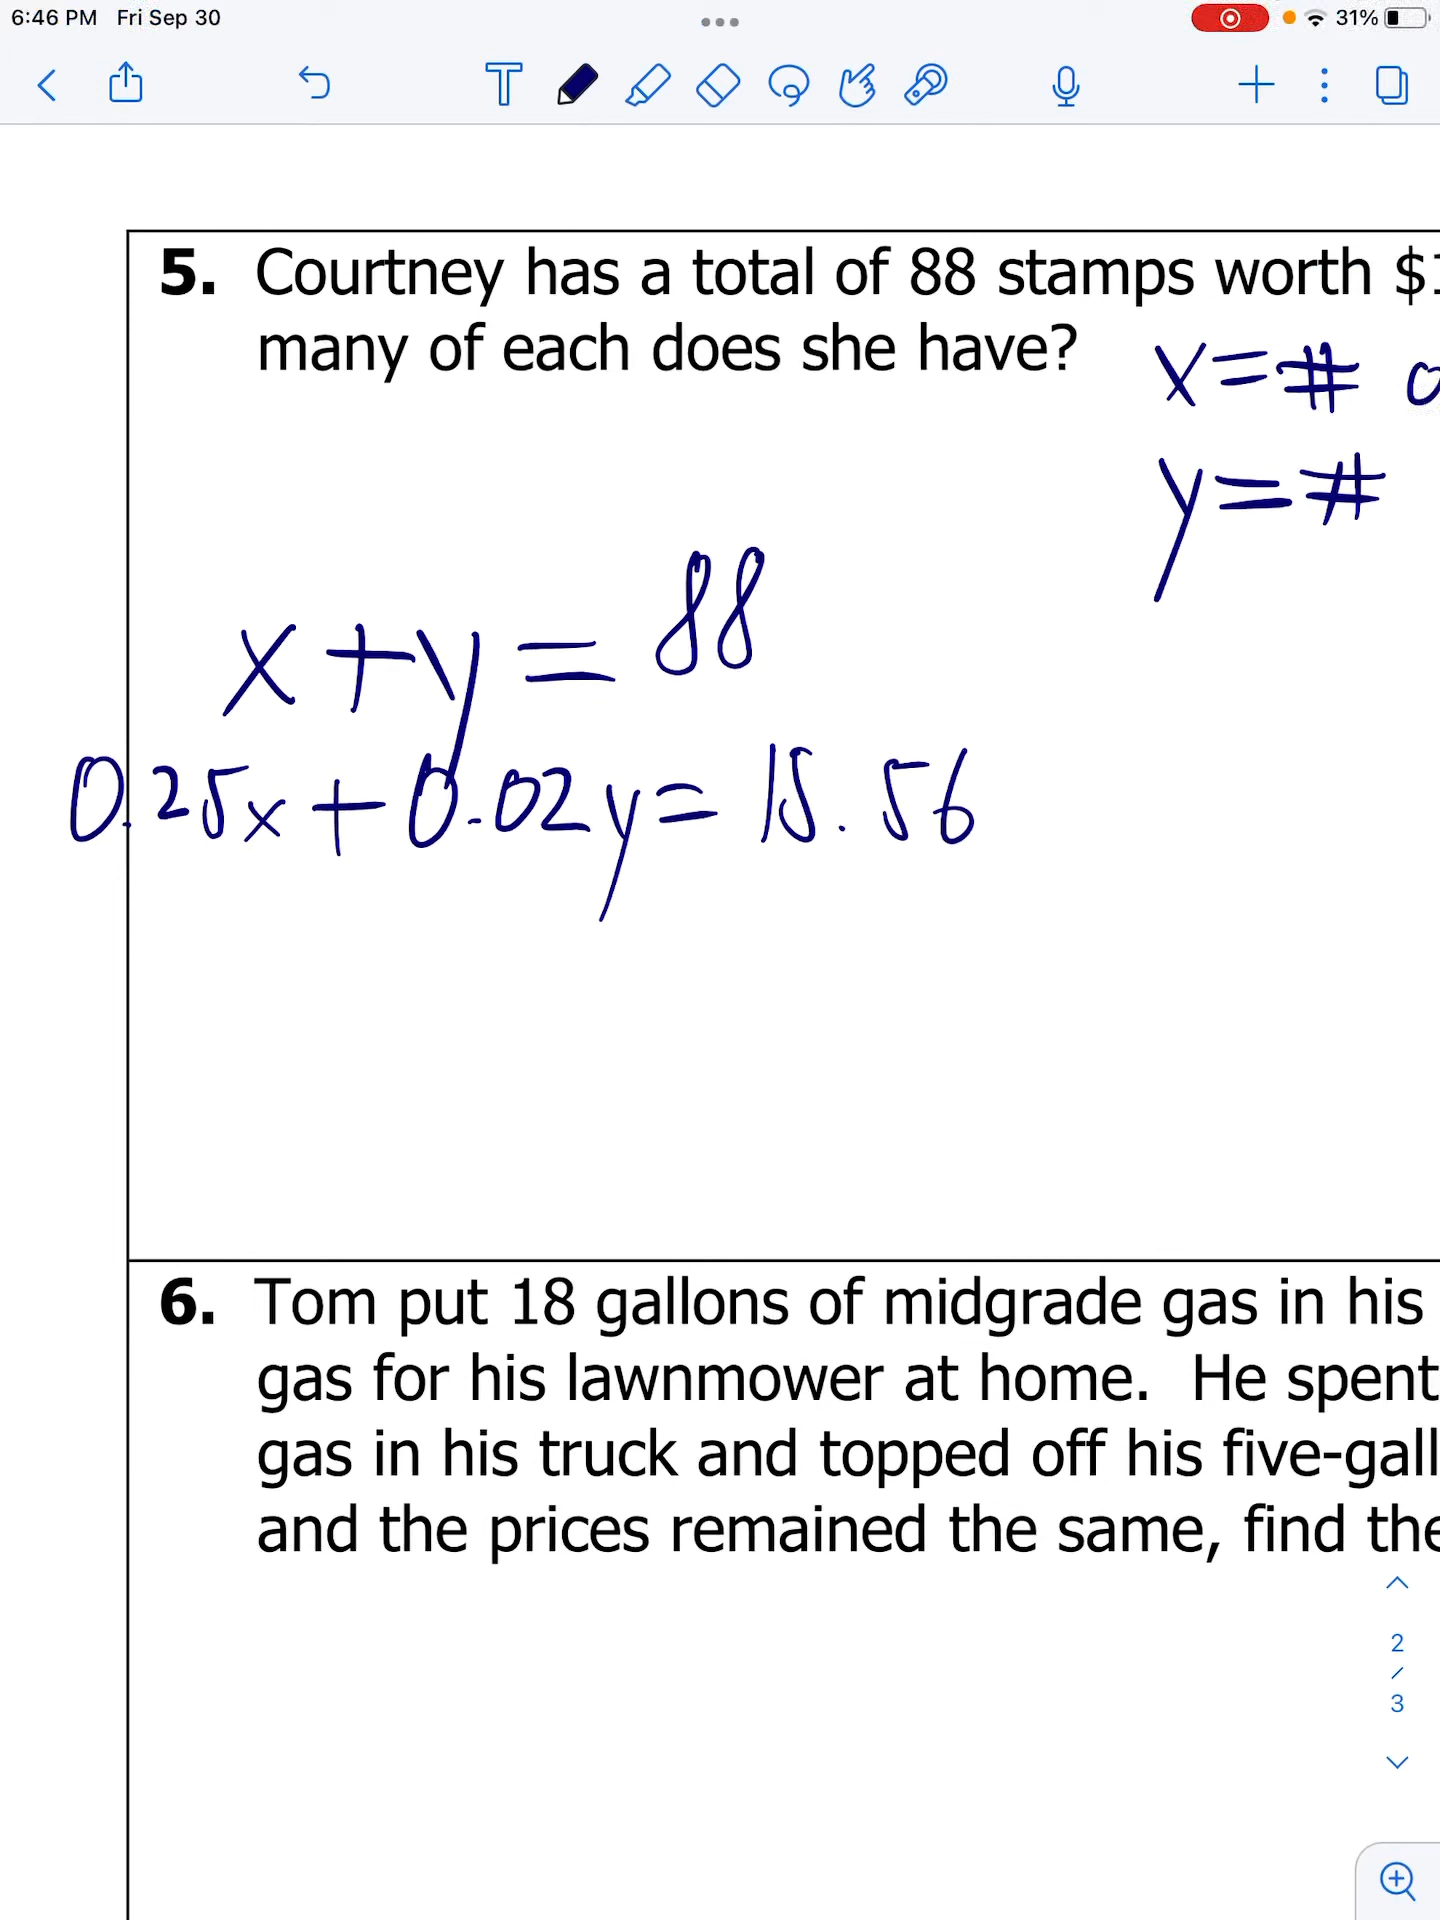 6:46 PM Fri Sep 30
31%
T
5. Courtney has a total of 88 stamps worth $
many of each does she have?
x=#
y=#
x+y=88
0.25x+0.02y=15.56
6. Tom put 18 gallons of midgrade gas in his
gas for his lawnmower at home. He spent
gas in his truck and topped off his five-gall
and the prices remained the same, find the
2
/
3